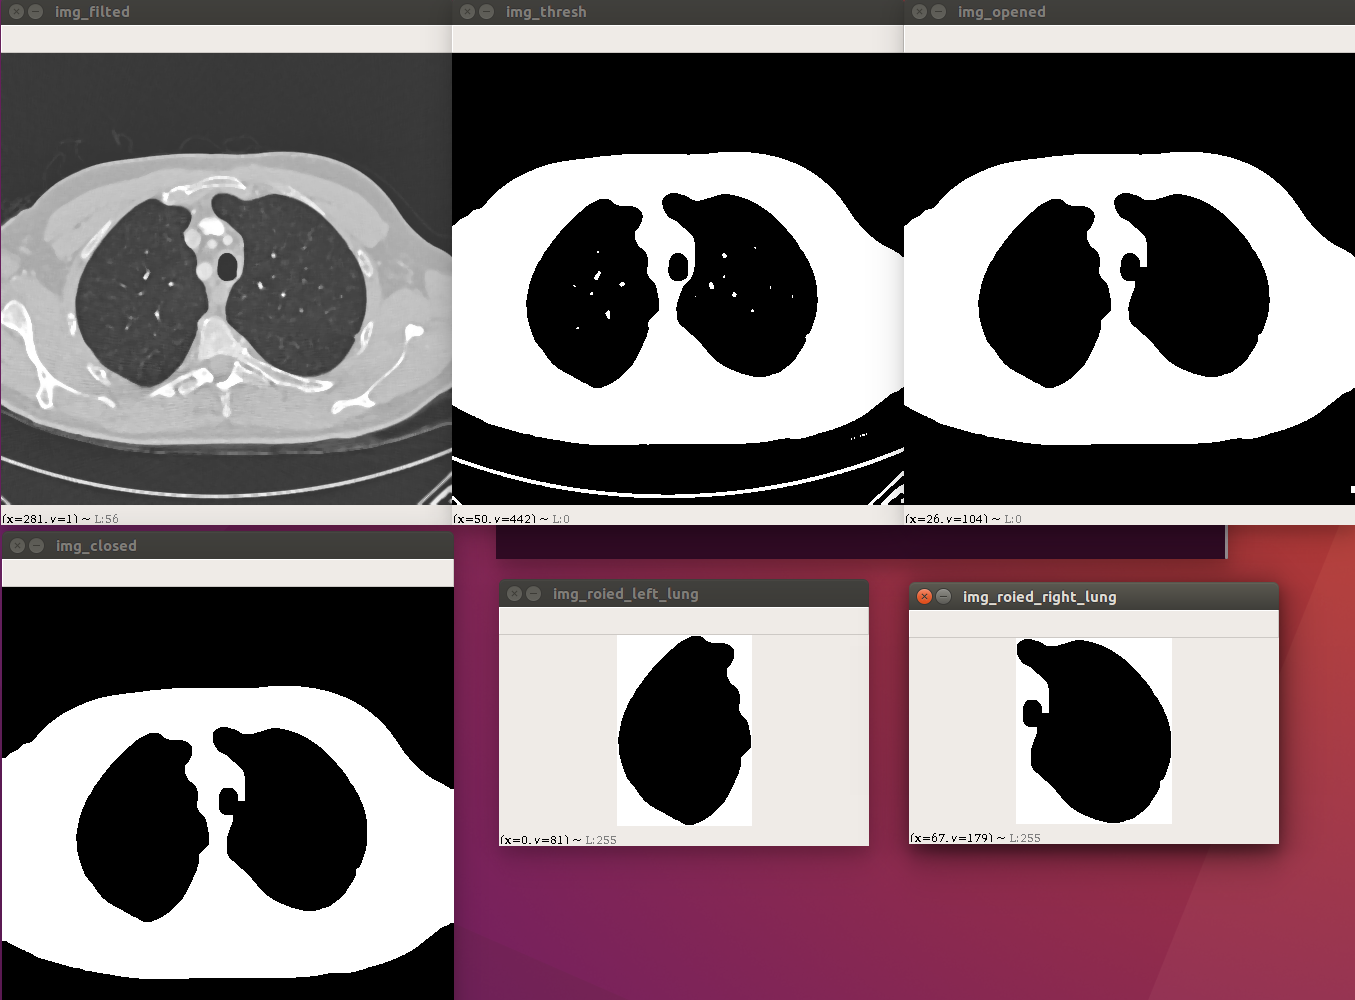 img_filted
img_thresh
img_opened
(x=281, y=1) ~ L:56
(x=50, y=442) ~ L:0
(x=26, y=104) ~ L:0
img_closed
img_roied_left_lung
img_roied_right_lung
(x=0, y=81) ~ L:255
(x=67, y=179) ~ L:255